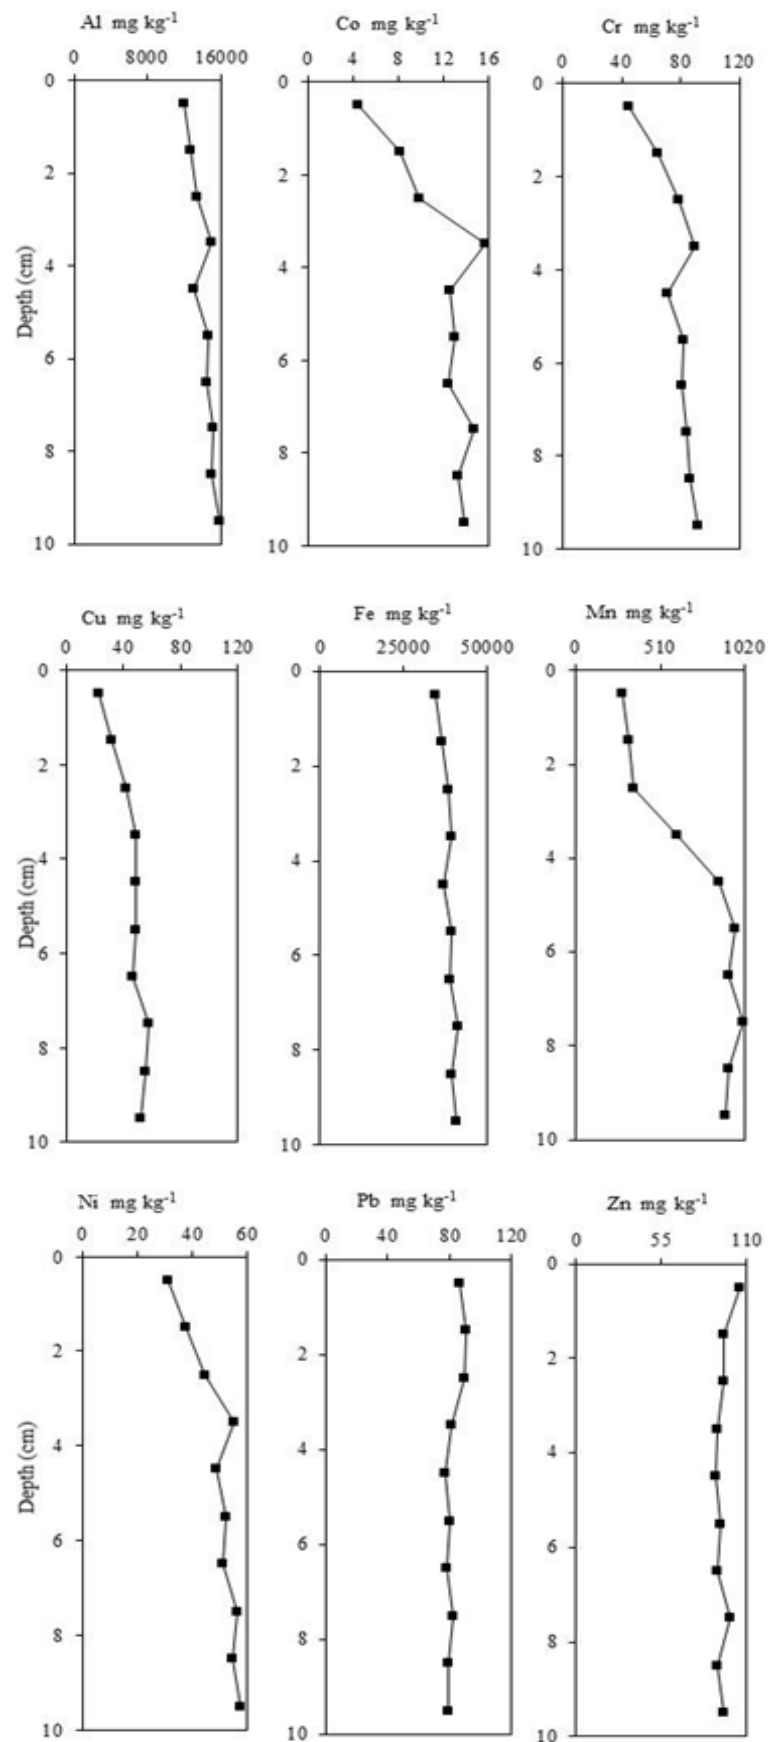 Al mg kg-1
0 8000 16000
0
2
4
6
8
10
Depth (cm)
Co mg kg-1
0 4 8 12 16
0
2
4
6
8
10
Cr mg kg-1
0 40 80 120
0
2
4
6
8
10
Cu mg kg-1
0 40 80 120
0
2
4
6
8
10
Depth (cm)
Fe mg kg-1
0 25000 50000
0
2
4
6
8
10
Mn mg kg-1
0 510 1020
0
2
4
6
8
10
Ni mg kg-1
0 20 40 60
0
2
4
6
8
10
Depth (cm)
Pb mg kg-1
0 40 80 120
0
2
4
6
8
10
Zn mg kg-1
0 55 110
0
2
4
6
8
10